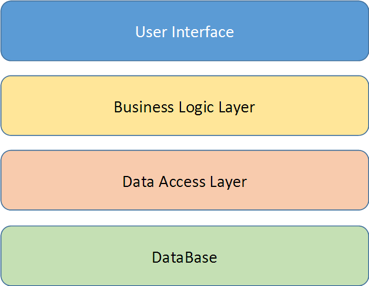 User Interface
Business Logic Layer
Data Access Layer
DataBase